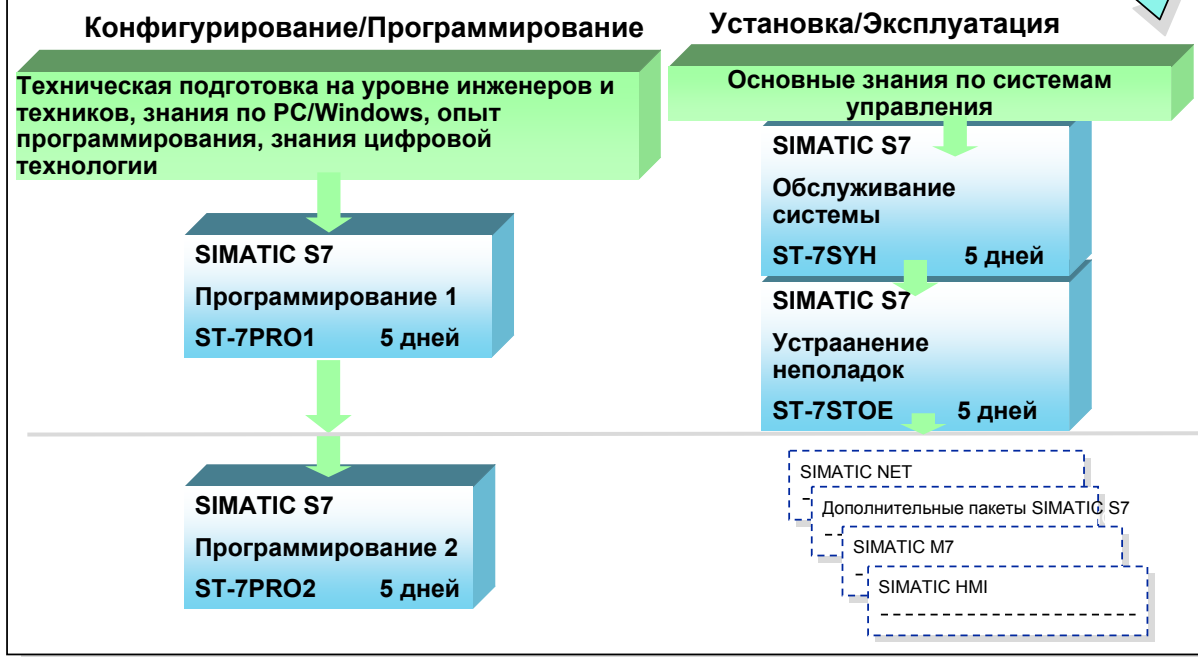 Конфигурирование/Программирование
Техническая подготовка на уровне инженеров и
техников, знания по PC/Windows, опыт
программирования, знания цифровой
технологии
SIMATIC S7
Программирование 1
ST-7PRO1 5 дней
SIMATIC S7
Программирование 2
ST-7PRO2 5 дней
Установка/Эксплуатация
Основные знания по системам
управления
SIMATIC S7
Обслуживание
системы
ST-7SYH 5 дней
SIMATIC S7
Устраанение
неполадок
ST-7STOE 5 дней
SIMATIC NET
Дополнительные пакеты SIMATIC S7
SIMATIC M7
SIMATIC HMI